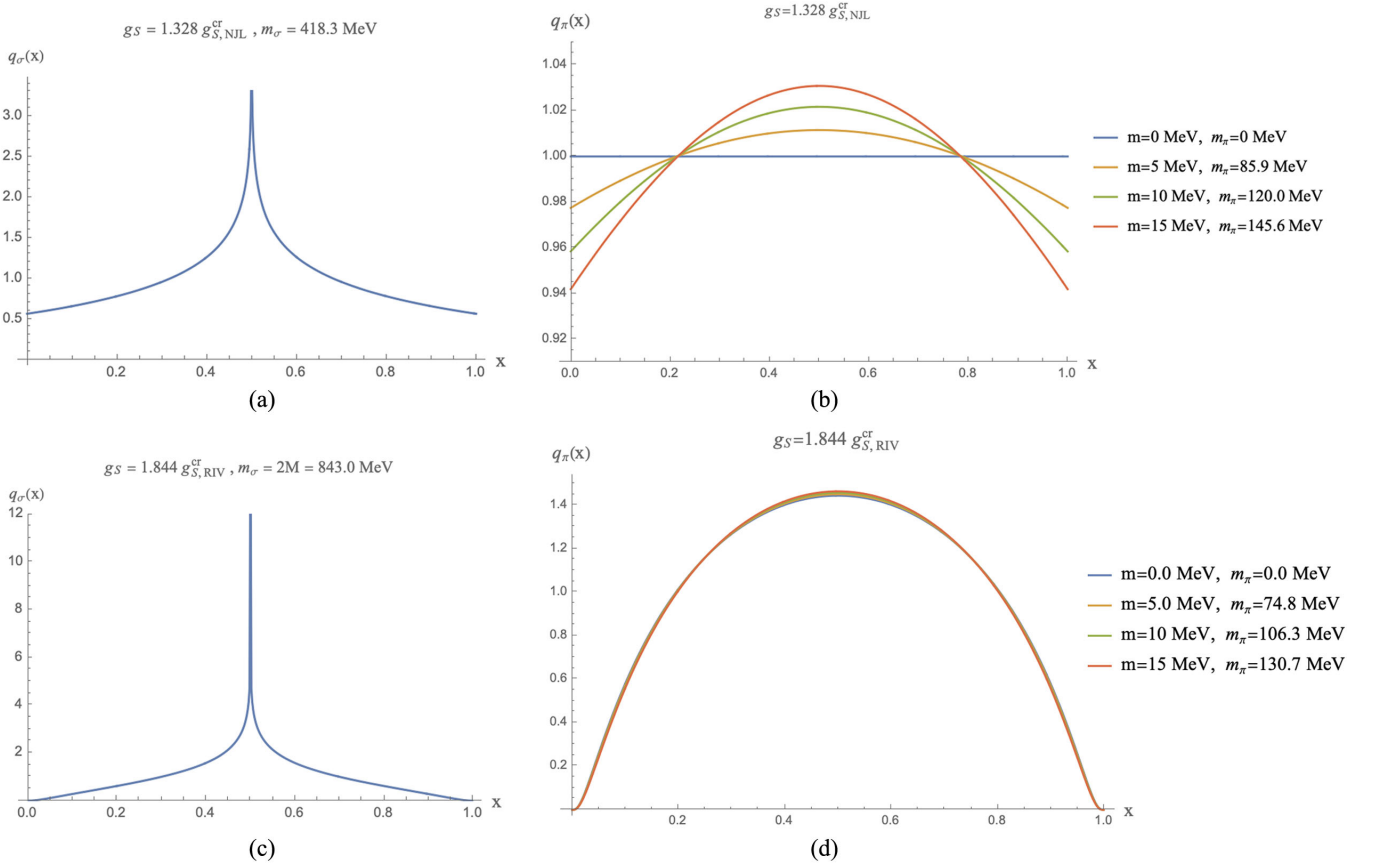 gS = 1.328 g^cr_S,NJL , mσ = 418.3 MeV
qσ(x)
3.0
2.5
2.0
1.5
1.0
0.5
0.2 0.4 0.6 0.8 1.0 x
(a)
gS=1.328 g^cr_S,NJL
qπ(x)
1.04
1.02
1.00
0.98
0.96
0.94
0.92
0.0 0.2 0.4 0.6 0.8 1.0 x
m=0 MeV, mπ=0 MeV
m=5 MeV, mπ=85.9 MeV
m=10 MeV, mπ=120.0 MeV
m=15 MeV, mπ=145.6 MeV
(b)
gS = 1.844 g^cr_S,RIV , mσ = 2M = 843.0 MeV
qσ(x)
12
10
8
6
4
2
0.0 0.2 0.4 0.6 0.8 1.0 x
(c)
gS=1.844 g^cr_S,RIV
qπ(x)
1.4
1.2
1.0
0.8
0.6
0.4
0.2
0.2 0.4 0.6 0.8 1.0 x
m=0.0 MeV, mπ=0.0 MeV
m=5.0 MeV, mπ=74.8 MeV
m=10 MeV, mπ=106.3 MeV
m=15 MeV, mπ=130.7 MeV
(d)